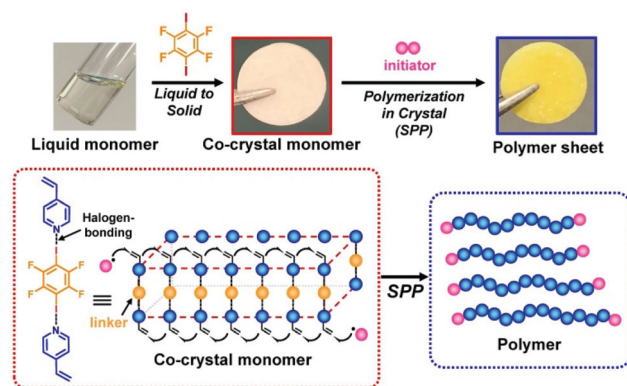 I
F
F
F
F
I
Liquid to
Solid
initiator
Polymerization
in Crystal
(SPP)
Liquid monomer
Co-crystal monomer
Polymer sheet
N
Halogen-
bonding
I
F
F
F
F
I
N
linker
Co-crystal monomer
SPP
Polymer